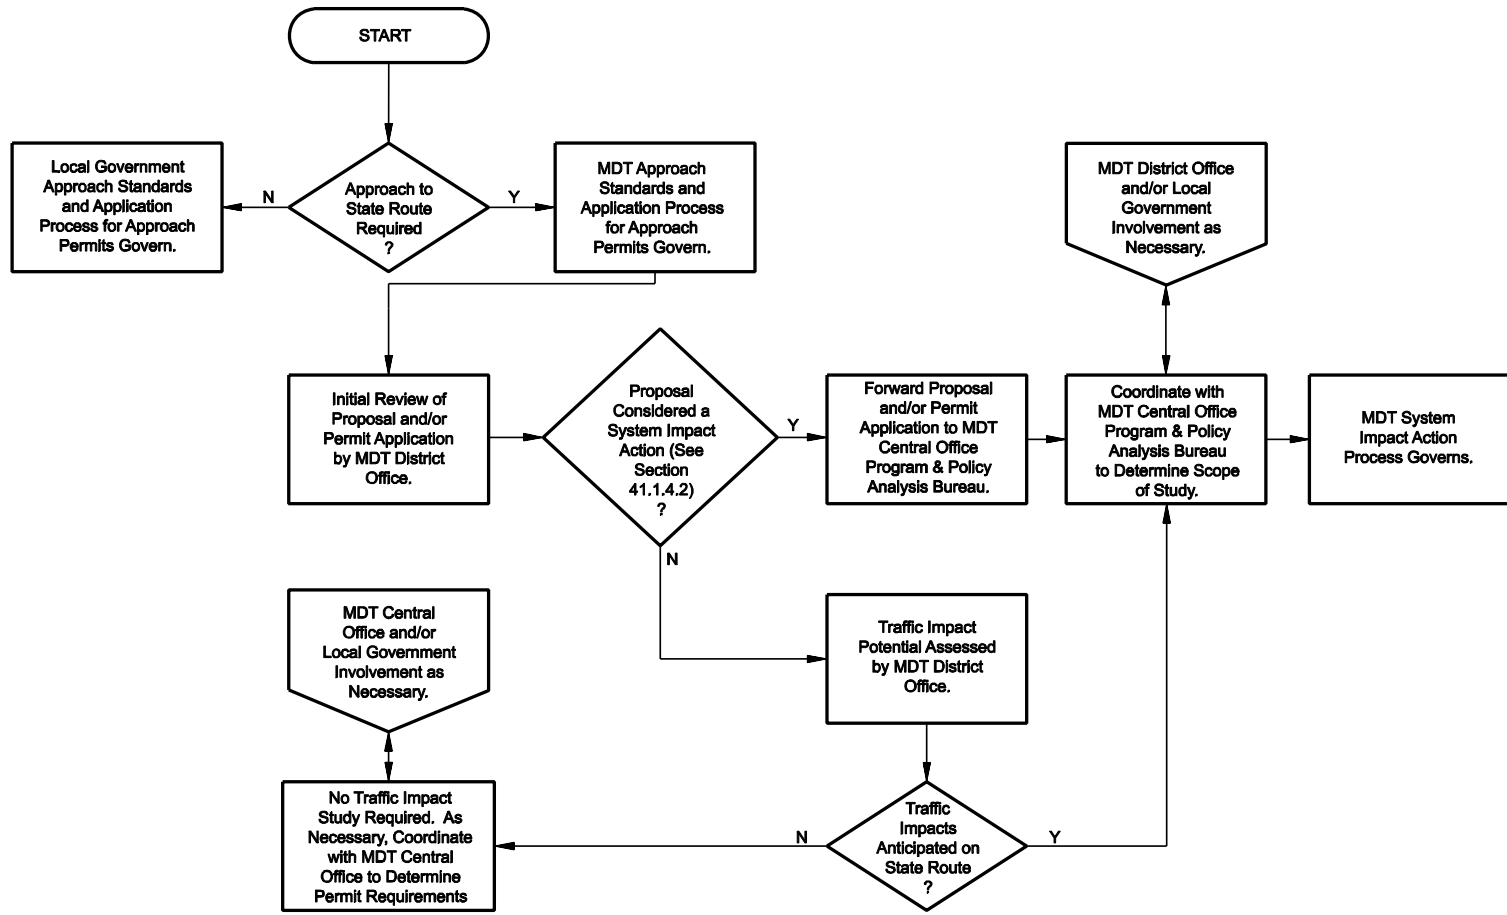 START
Local Government
Approach Standards
and Application
Process for Approach
Permits Govern.
N
Approach to
State Route
Required
?
Y
MDT Approach
Standards and
Application Process
for Approach
Permits Govern.
MDT District Office
and/or Local
Government
Involvement as
Necessary.
Initial Review of
Proposal and/or
Permit Application
by MDT District
Office.
Proposal
Considered a
System Impact
Action (See
Section
41.1.4.2)
?
Y
Forward Proposal
and/or Permit
Application to MDT
Central Office
Program & Policy
Analysis Bureau.
Coordinate with
MDT Central Office
Program & Policy
Analysis Bureau
to Determine Scope
of Study.
MDT System
Impact Action
Process Governs.
N
MDT Central
Office and/or
Local Government
Involvement as
Necessary.
Traffic Impact
Potential Assessed
by MDT District
Office.
No Traffic Impact
Study Required.  As
Necessary, Coordinate
with MDT Central
Office to Determine
Permit Requirements
N
Traffic
Impacts
Anticipated on
State Route
?
Y